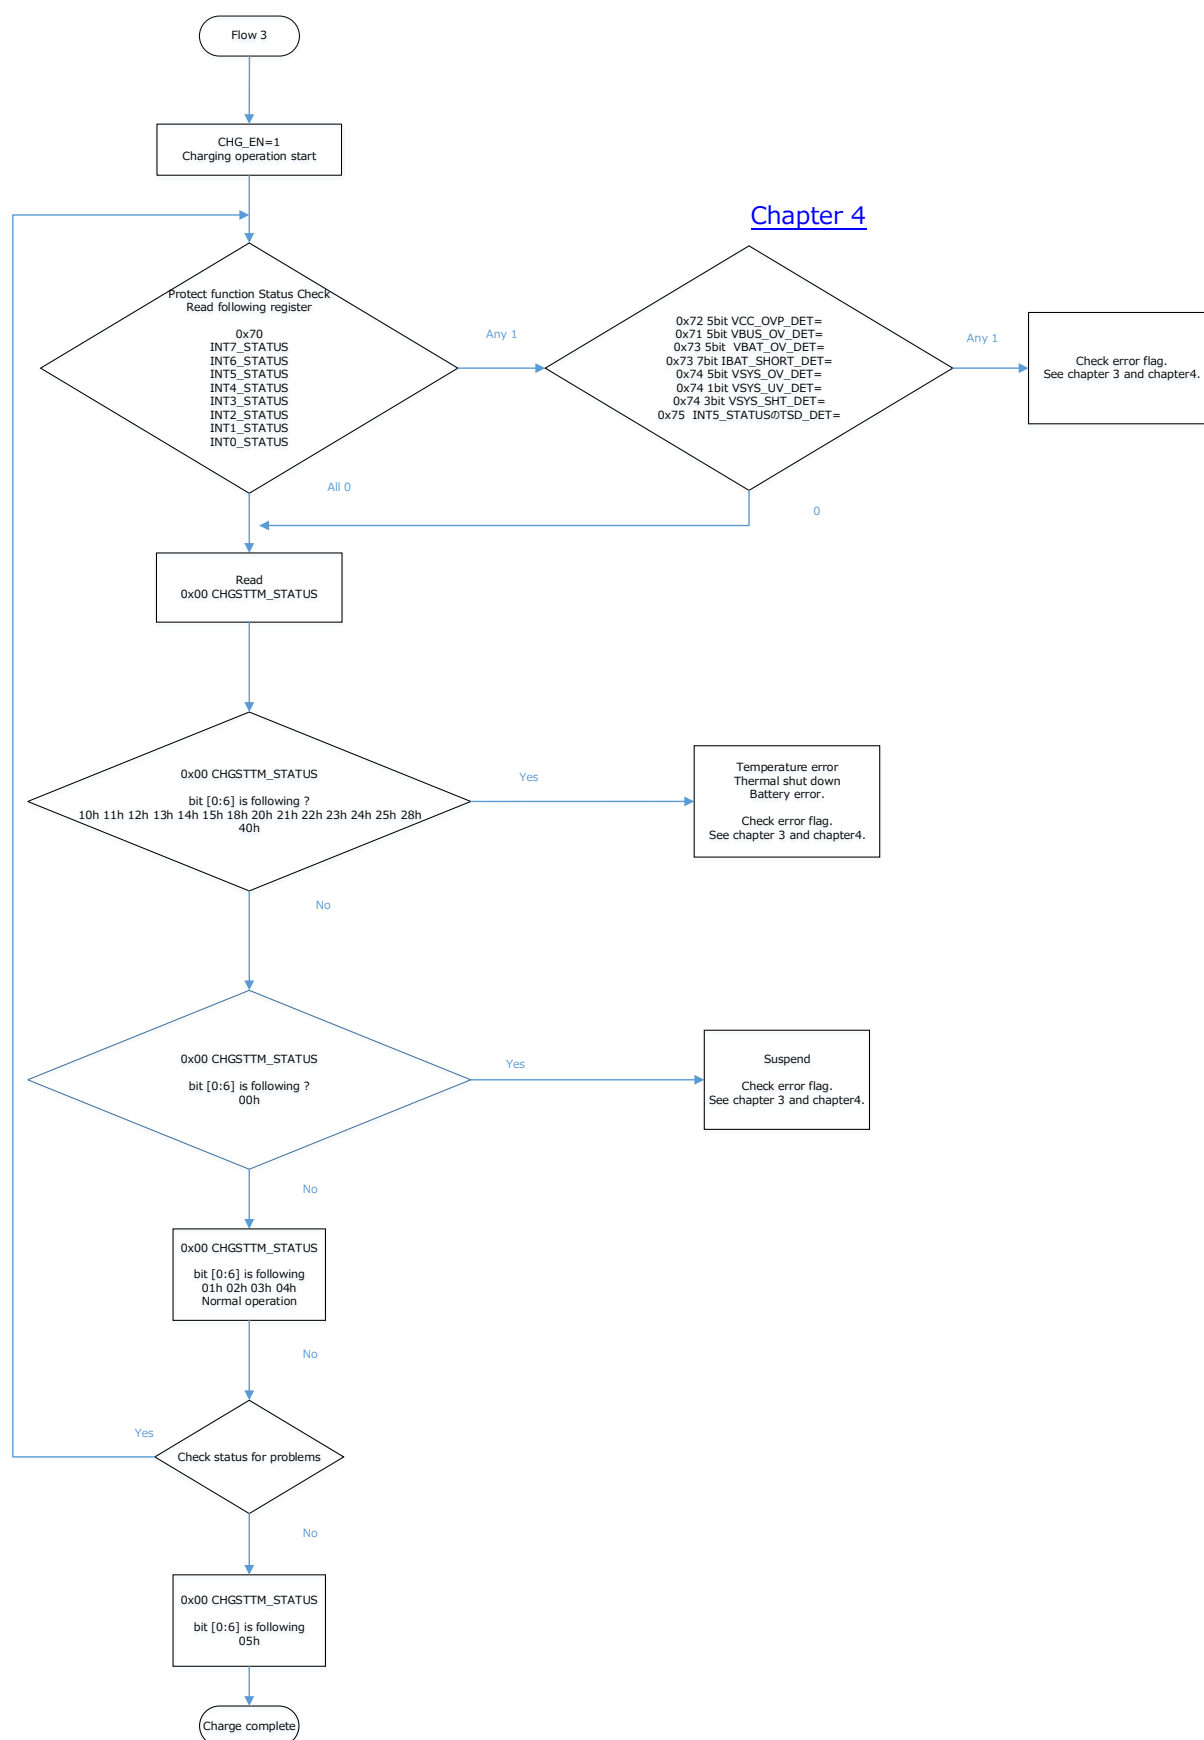 Flow 3
CHG_EN=1
Charging operation start
Chapter 4
Protect function Status Check
Read following register
0x70
INT7_STATUS
INT6_STATUS
INT5_STATUS
INT4_STATUS
INT3_STATUS
INT2_STATUS
INT1_STATUS
INT0_STATUS
Any 1
0x72 5bit VCC_OVP_DET=
0x71 5bit VBUS_OV_DET=
0x73 5bit  VBAT_OV_DET=
0x73 7bit IBAT_SHORT_DET=
0x74 5bit VSYS_OV_DET=
0x74 1bit VSYS_UV_DET=
0x74 3bit VSYS_SHT_DET=
0x75  INT5_STATUSのTSD_DET=
Any 1
Check error flag.
See chapter 3 and chapter4.
All 0
0
Read
0x00 CHGSTTM_STATUS
0x00 CHGSTTM_STATUS
bit [0:6] is following ?
10h 11h 12h 13h 14h 15h 18h 20h 21h 22h 23h 24h 25h 28h
40h
Yes
Temperature error
Thermal shut down
Battery error.
Check error flag.
See chapter 3 and chapter4.
No
0x00 CHGSTTM_STATUS
bit [0:6] is following ?
00h
Yes
Suspend
Check error flag.
See chapter 3 and chapter4.
No
0x00 CHGSTTM_STATUS
bit [0:6] is following
01h 02h 03h 04h
Normal operation
No
Yes
Check status for problems
No
0x00 CHGSTTM_STATUS
bit [0:6] is following
05h
Charge complete